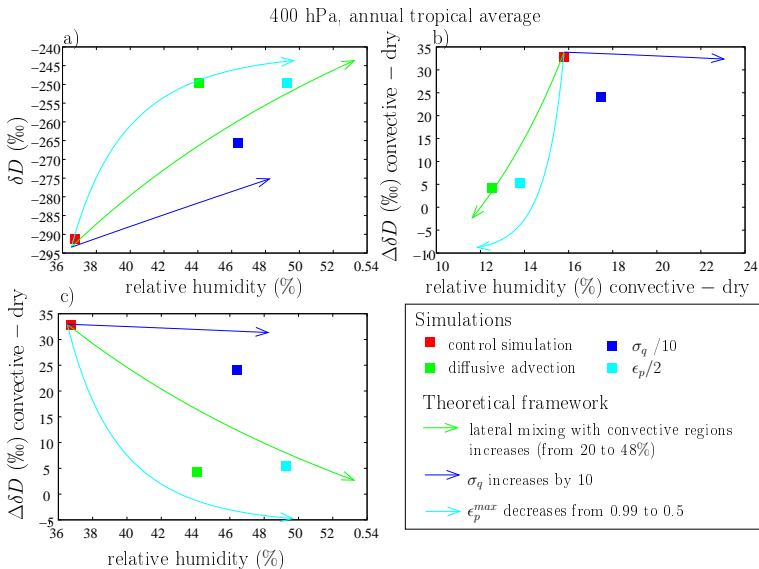 400 hPa, annual tropical average
a)
−240
−245
−250
−255
−260
−265
−270
−275
−280
−285
−290
−295
δD (‰)
36 38 40 42 44 46 48 50 52 0.54
relative humidity (%)
b)
35
30
25
20
15
10
5
0
−5
−10
ΔδD (‰) convective − dry
10 12 14 16 18 20 22 24
relative humidity (%) convective − dry
c)
35
30
25
20
15
10
5
0
−5
ΔδD (‰) convective − dry
36 38 40 42 44 46 48 50 52 0.54
relative humidity (%)
Simulations
control simulation
diffusive advection
σq /10
ϵp/2
Theoretical framework
lateral mixing with convective regions
increases (from 20 to 48%)
σq increases by 10
ϵp^max decreases from 0.99 to 0.5